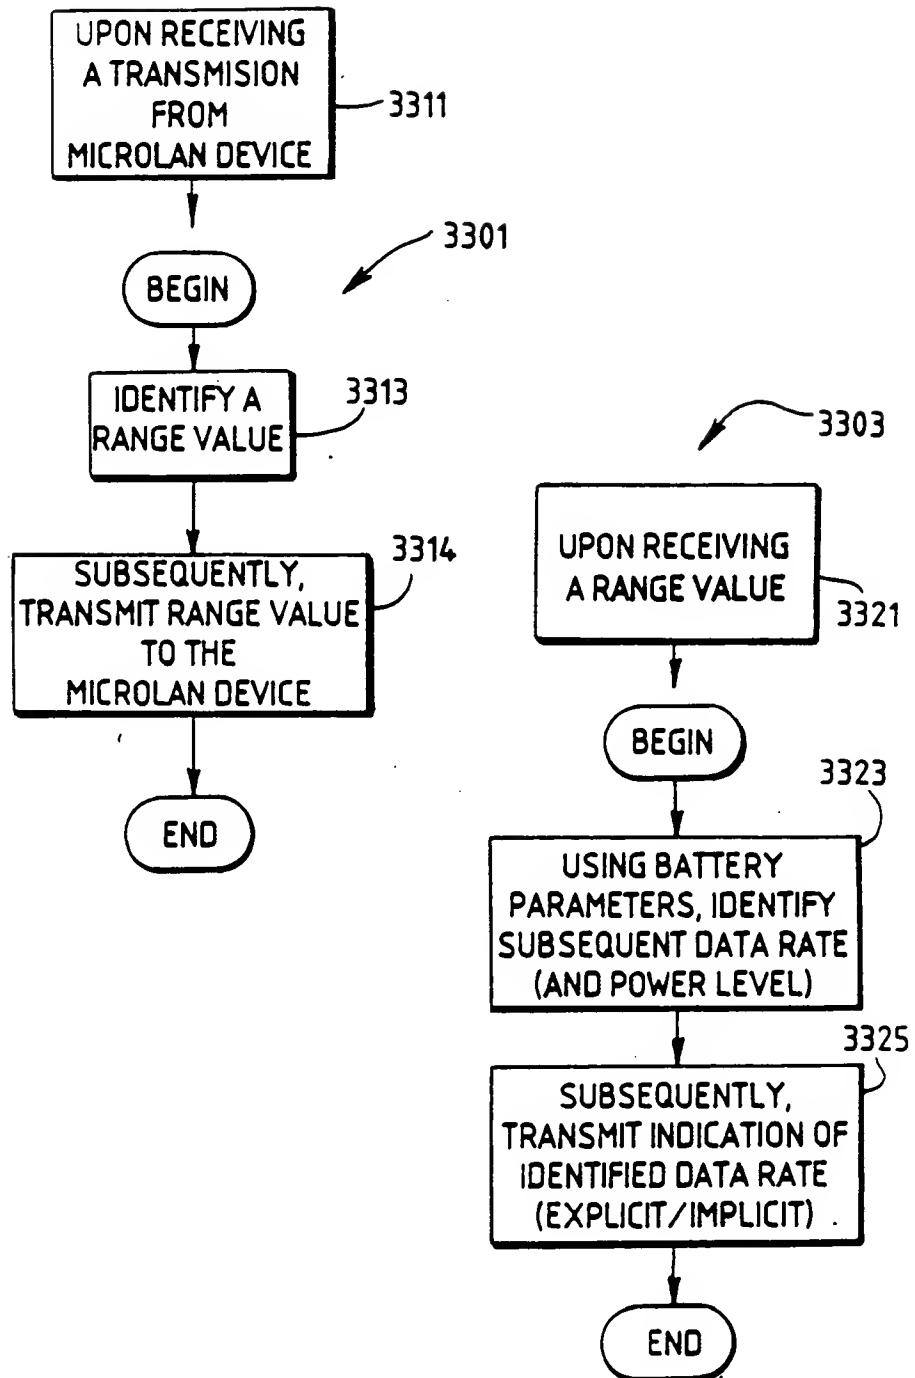 UPON RECEIVING
A TRANSMISION
FROM
MICROLAN DEVICE
3311
3301
BEGIN
IDENTIFY A
RANGE VALUE
3313
SUBSEQUENTLY,
TRANSMIT RANGE VALUE
TO THE
MICROLAN DEVICE
3314
END
3303
UPON RECEIVING
A RANGE VALUE
3321
BEGIN
3323
USING BATTERY
PARAMETERS, IDENTIFY
SUBSEQUENT DATA RATE
(AND POWER LEVEL)
3325
SUBSEQUENTLY,
TRANSMIT INDICATION OF
IDENTIFIED DATA RATE
(EXPLICIT/IMPLICIT)
END